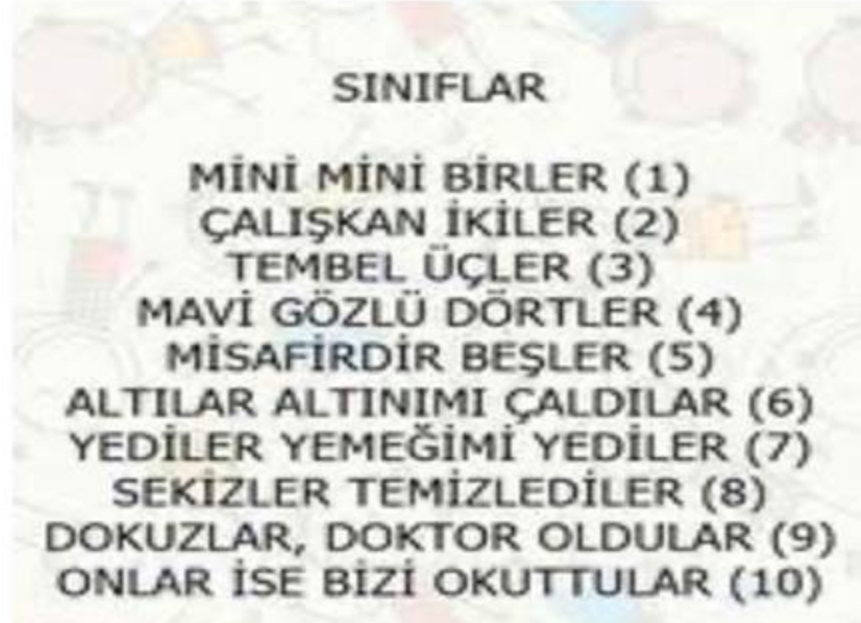 SINIFLAR
MİNİ MİNİ BİRLER (1)
ÇALIŞKAN İKİLER (2)
TEMBEL ÜÇLER (3)
MAVİ GÖZLÜ DÖRTLER (4)
MİSAFİRDİR BEŞLER (5)
ALTILAR ALTINIMI ÇALDILAR (6)
YEDİLER YEMEĞİMİ YEDİLER (7)
SEKİZLER TEMİZLEDİLER (8)
DOKUZLAR, DOKTOR OLDULAR (9)
ONLAR İSE BİZİ OKUTTULAR (10)